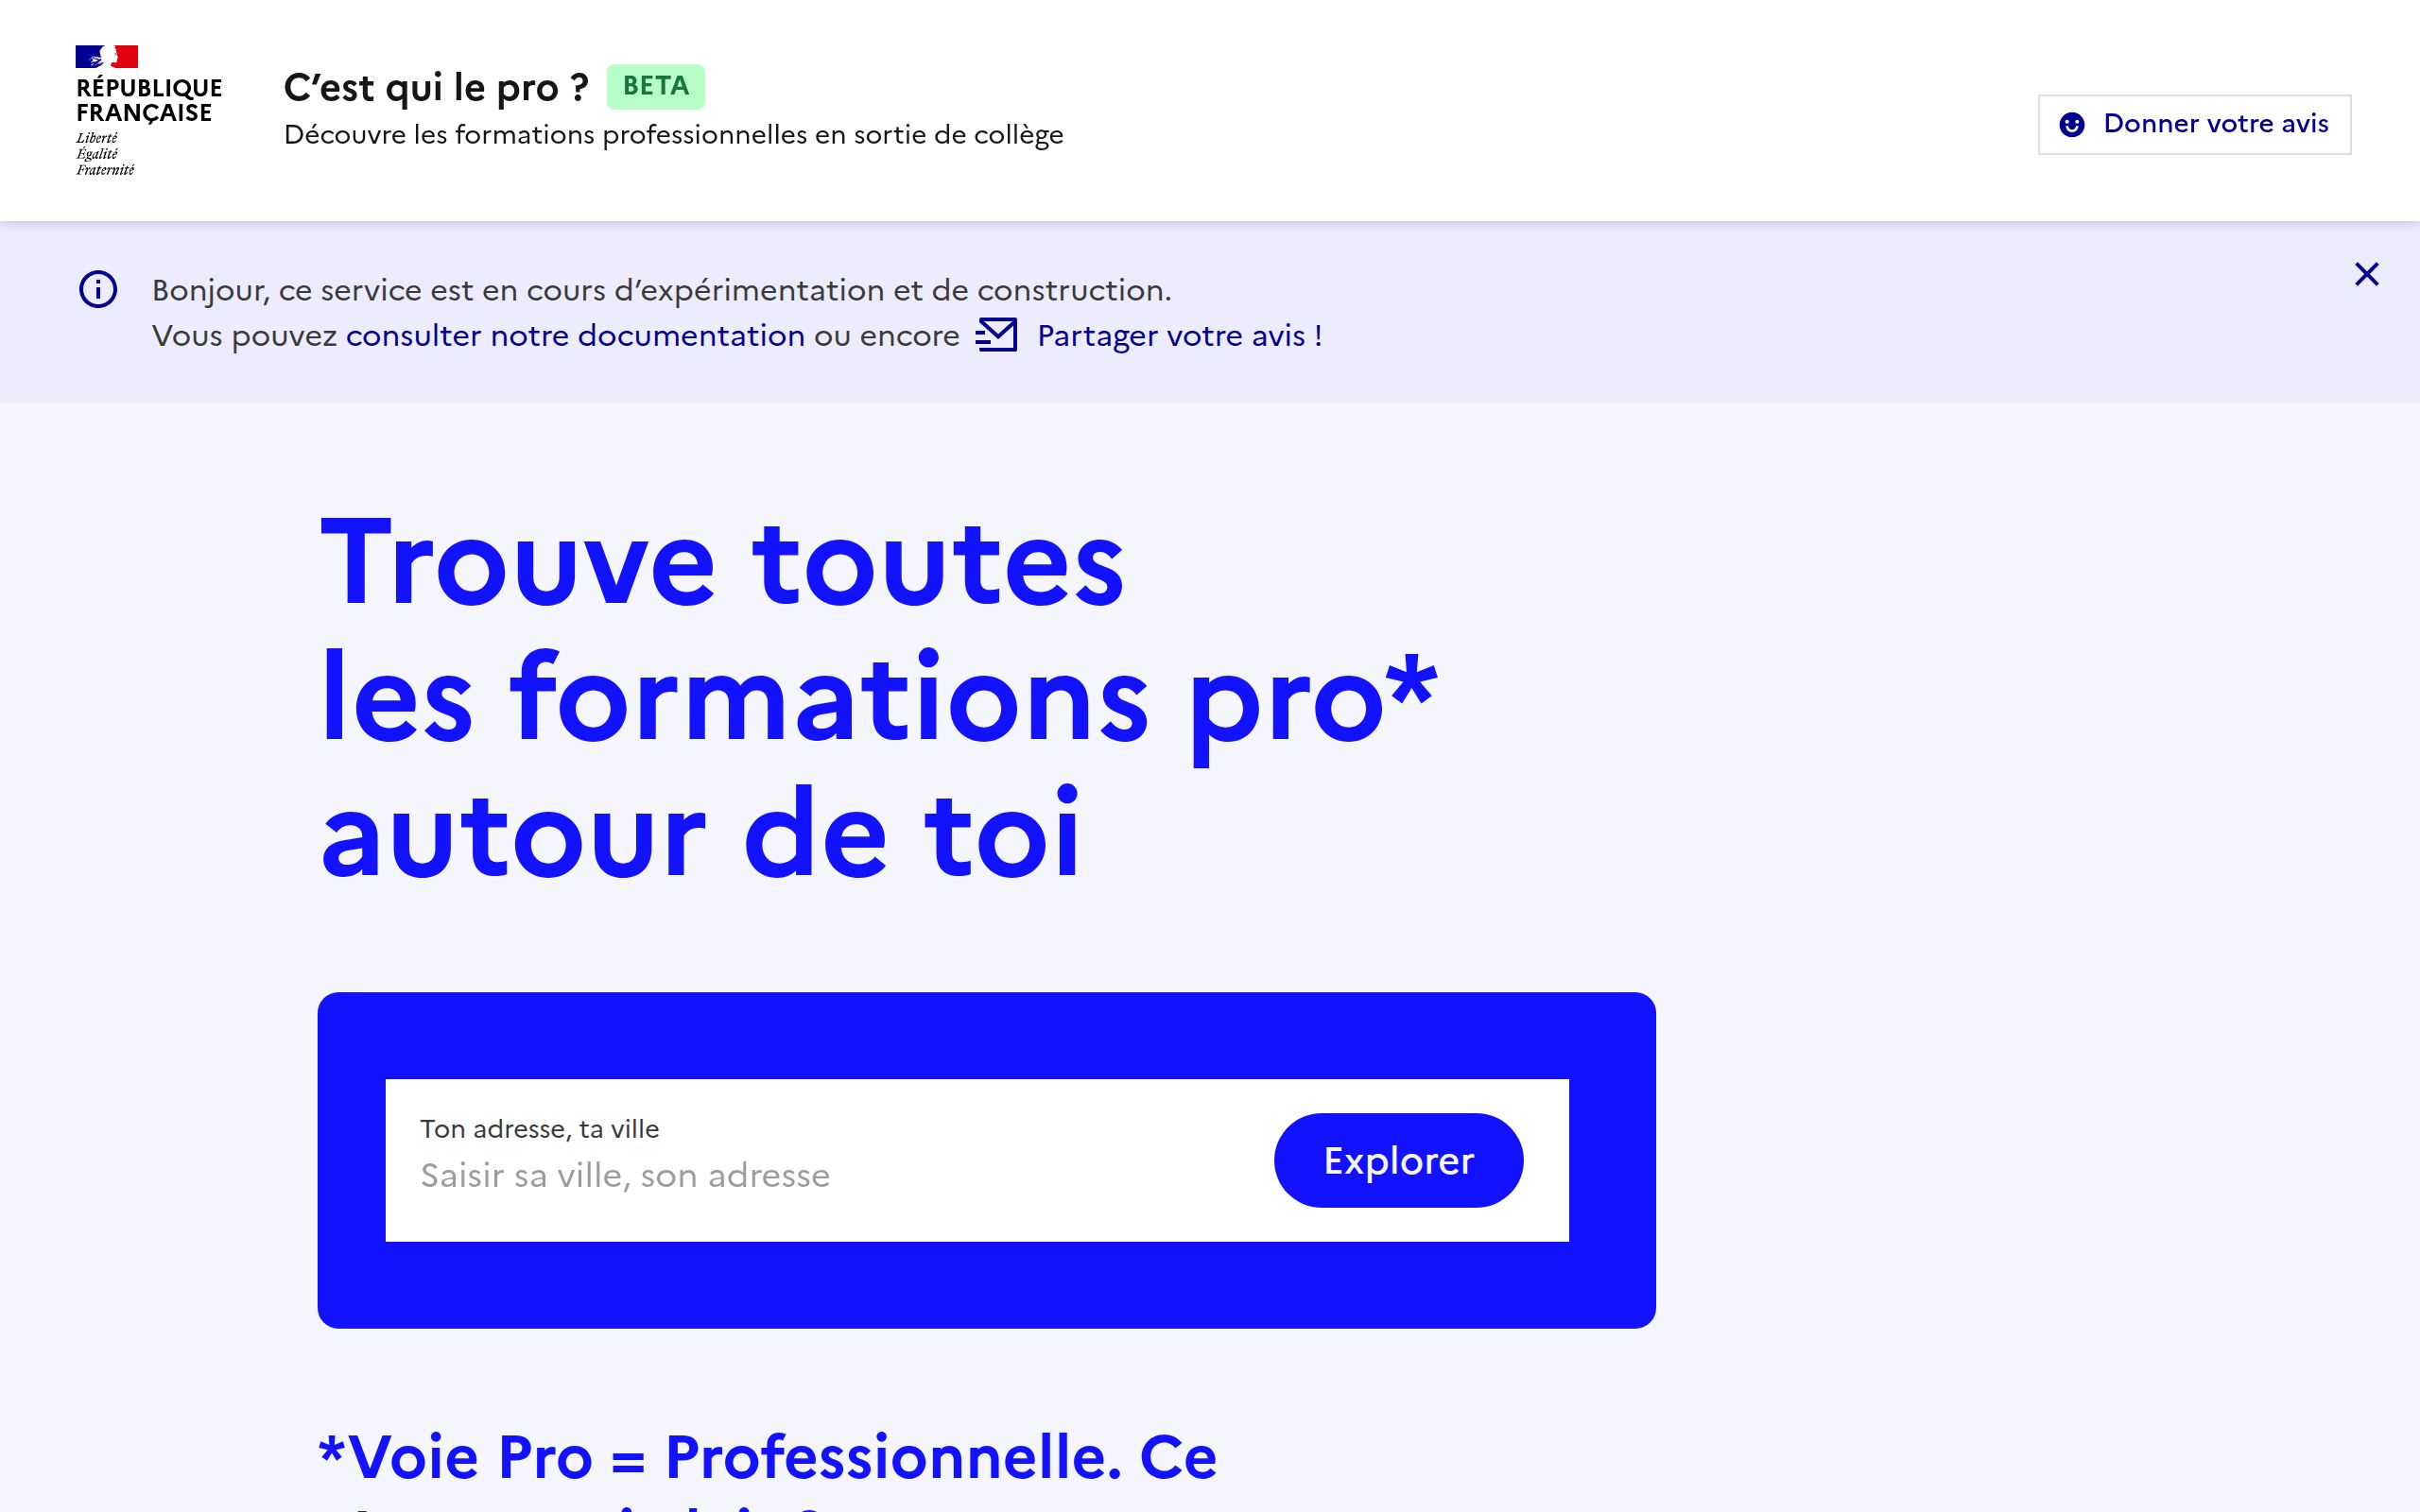 RÉPUBLIQUE
FRANÇAISE
Liberté
Égalité
Fraternité
C’est qui le pro ? BETA
Découvre les formations professionnelles en sortie de collège
Donner votre avis
Bonjour, ce service est en cours d’expérimentation et de construction.
Vous pouvez consulter notre documentation ou encore Partager votre avis !
Trouve toutes
les formations pro*
autour de toi
Ton adresse, ta ville
Saisir sa ville, son adresse
Explorer
*Voie Pro = Professionnelle. Ce